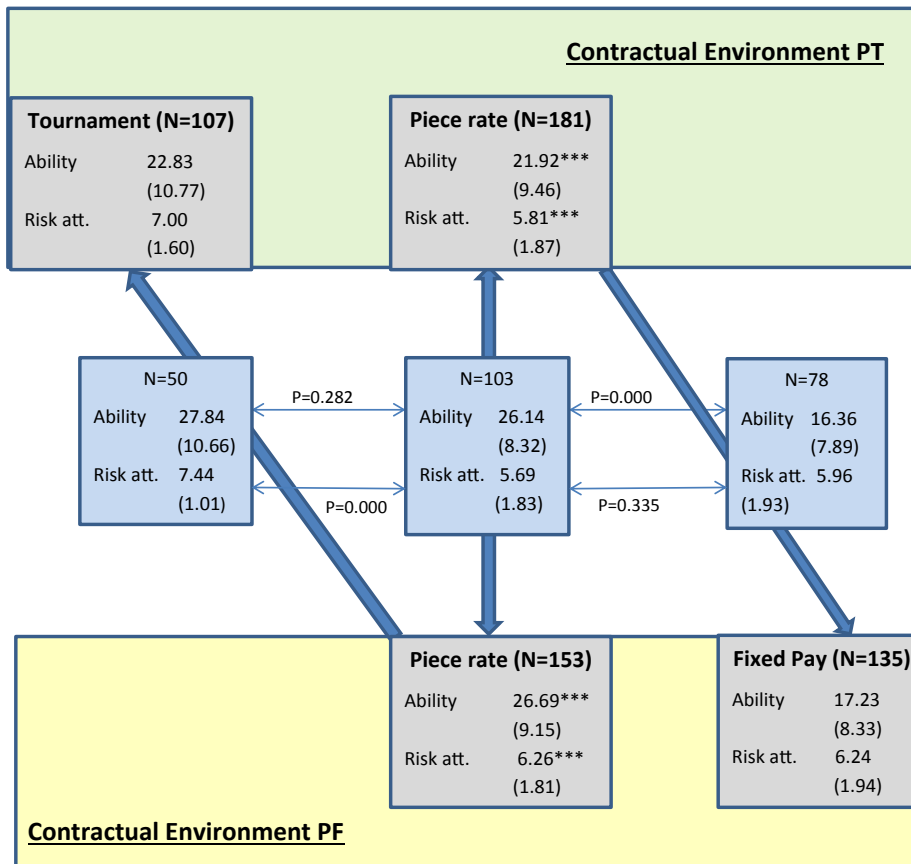 Contractual Environment PT
Tournament (N=107)
Ability 22.83
(10.77)
Risk att. 7.00
(1.60)
Piece rate (N=181)
Ability 21.92***
(9.46)
Risk att. 5.81***
(1.87)
N=50
Ability 27.84
(10.66)
Risk att. 7.44
(1.01)
P=0.282
P=0.000
N=103
Ability 26.14
(8.32)
Risk att. 5.69
(1.83)
P=0.000
P=0.335
N=78
Ability 16.36
(7.89)
Risk att. 5.96
(1.93)
Piece rate (N=153)
Ability 26.69***
(9.15)
Risk att. 6.26***
(1.81)
Fixed Pay (N=135)
Ability 17.23
(8.33)
Risk att. 6.24
(1.94)
Contractual Environment PF